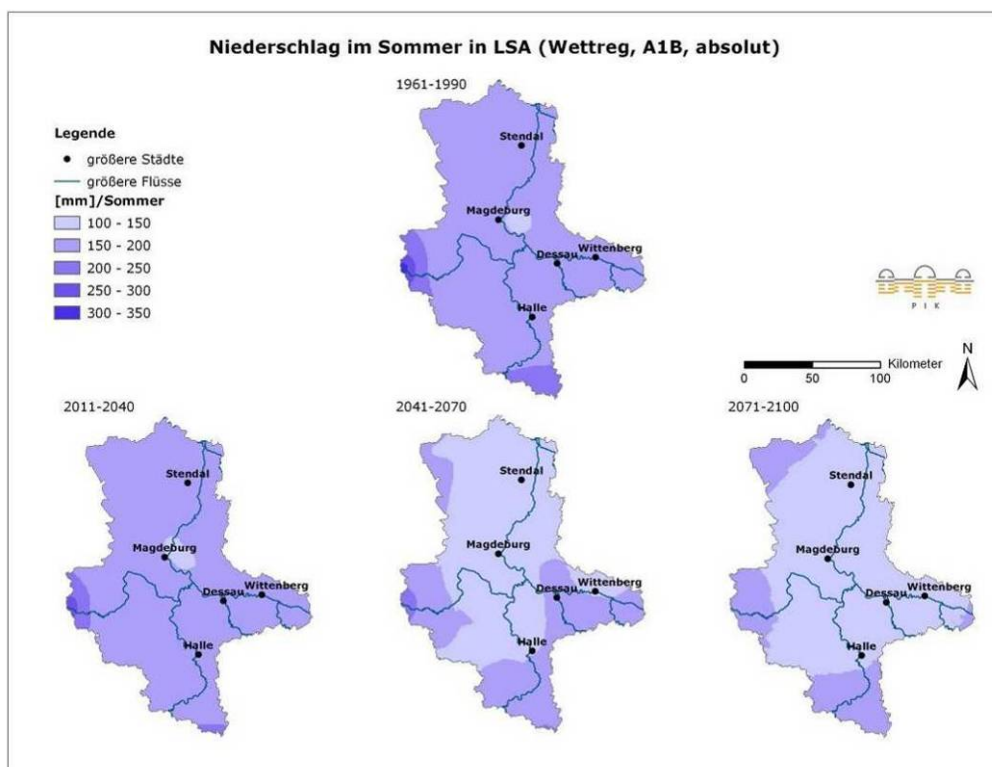 Niederschlag im Sommer in LSA (Wettreg, A1B, absolut)
1961-1990
Legende
größere Städte
größere Flüsse
[mm]/Sommer
100 - 150
150 - 200
200 - 250
250 - 300
300 - 350
Stendal
Magdeburg
Dessau
Wittenberg
Halle
P I K
N
Kilometer
0 50 100
2011-2040
Stendal
Magdeburg
Dessau
Wittenberg
Halle
2041-2070
Stendal
Magdeburg
Dessau
Wittenberg
Halle
2071-2100
Stendal
Magdeburg
Dessau
Wittenberg
Halle